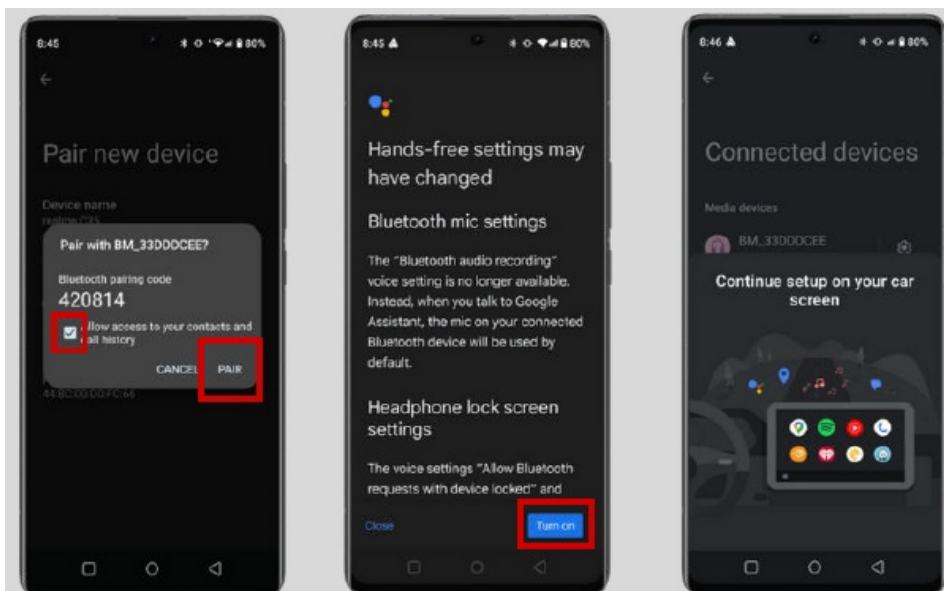 8:45
80%
Pair new device
Device name
realme C35
Pair with BM_33DDOCEE?
Bluetooth pairing code
420814
Allow access to your contacts and
call history
CANCEL
PAIR
8:45
80%
Hands-free settings may
have changed
Bluetooth mic settings
The "Bluetooth audio recording"
voice setting is no longer available.
Instead, when you talk to Google
Assistant, the mic on your connected
Bluetooth device will be used by
default.
Headphone lock screen
settings
The voice settings "Allow Bluetooth
requests with device locked" and
Close
Turn on
8:46
80%
Connected devices
Media devices
BM_33DDOCEE
Continue setup on your car
screen